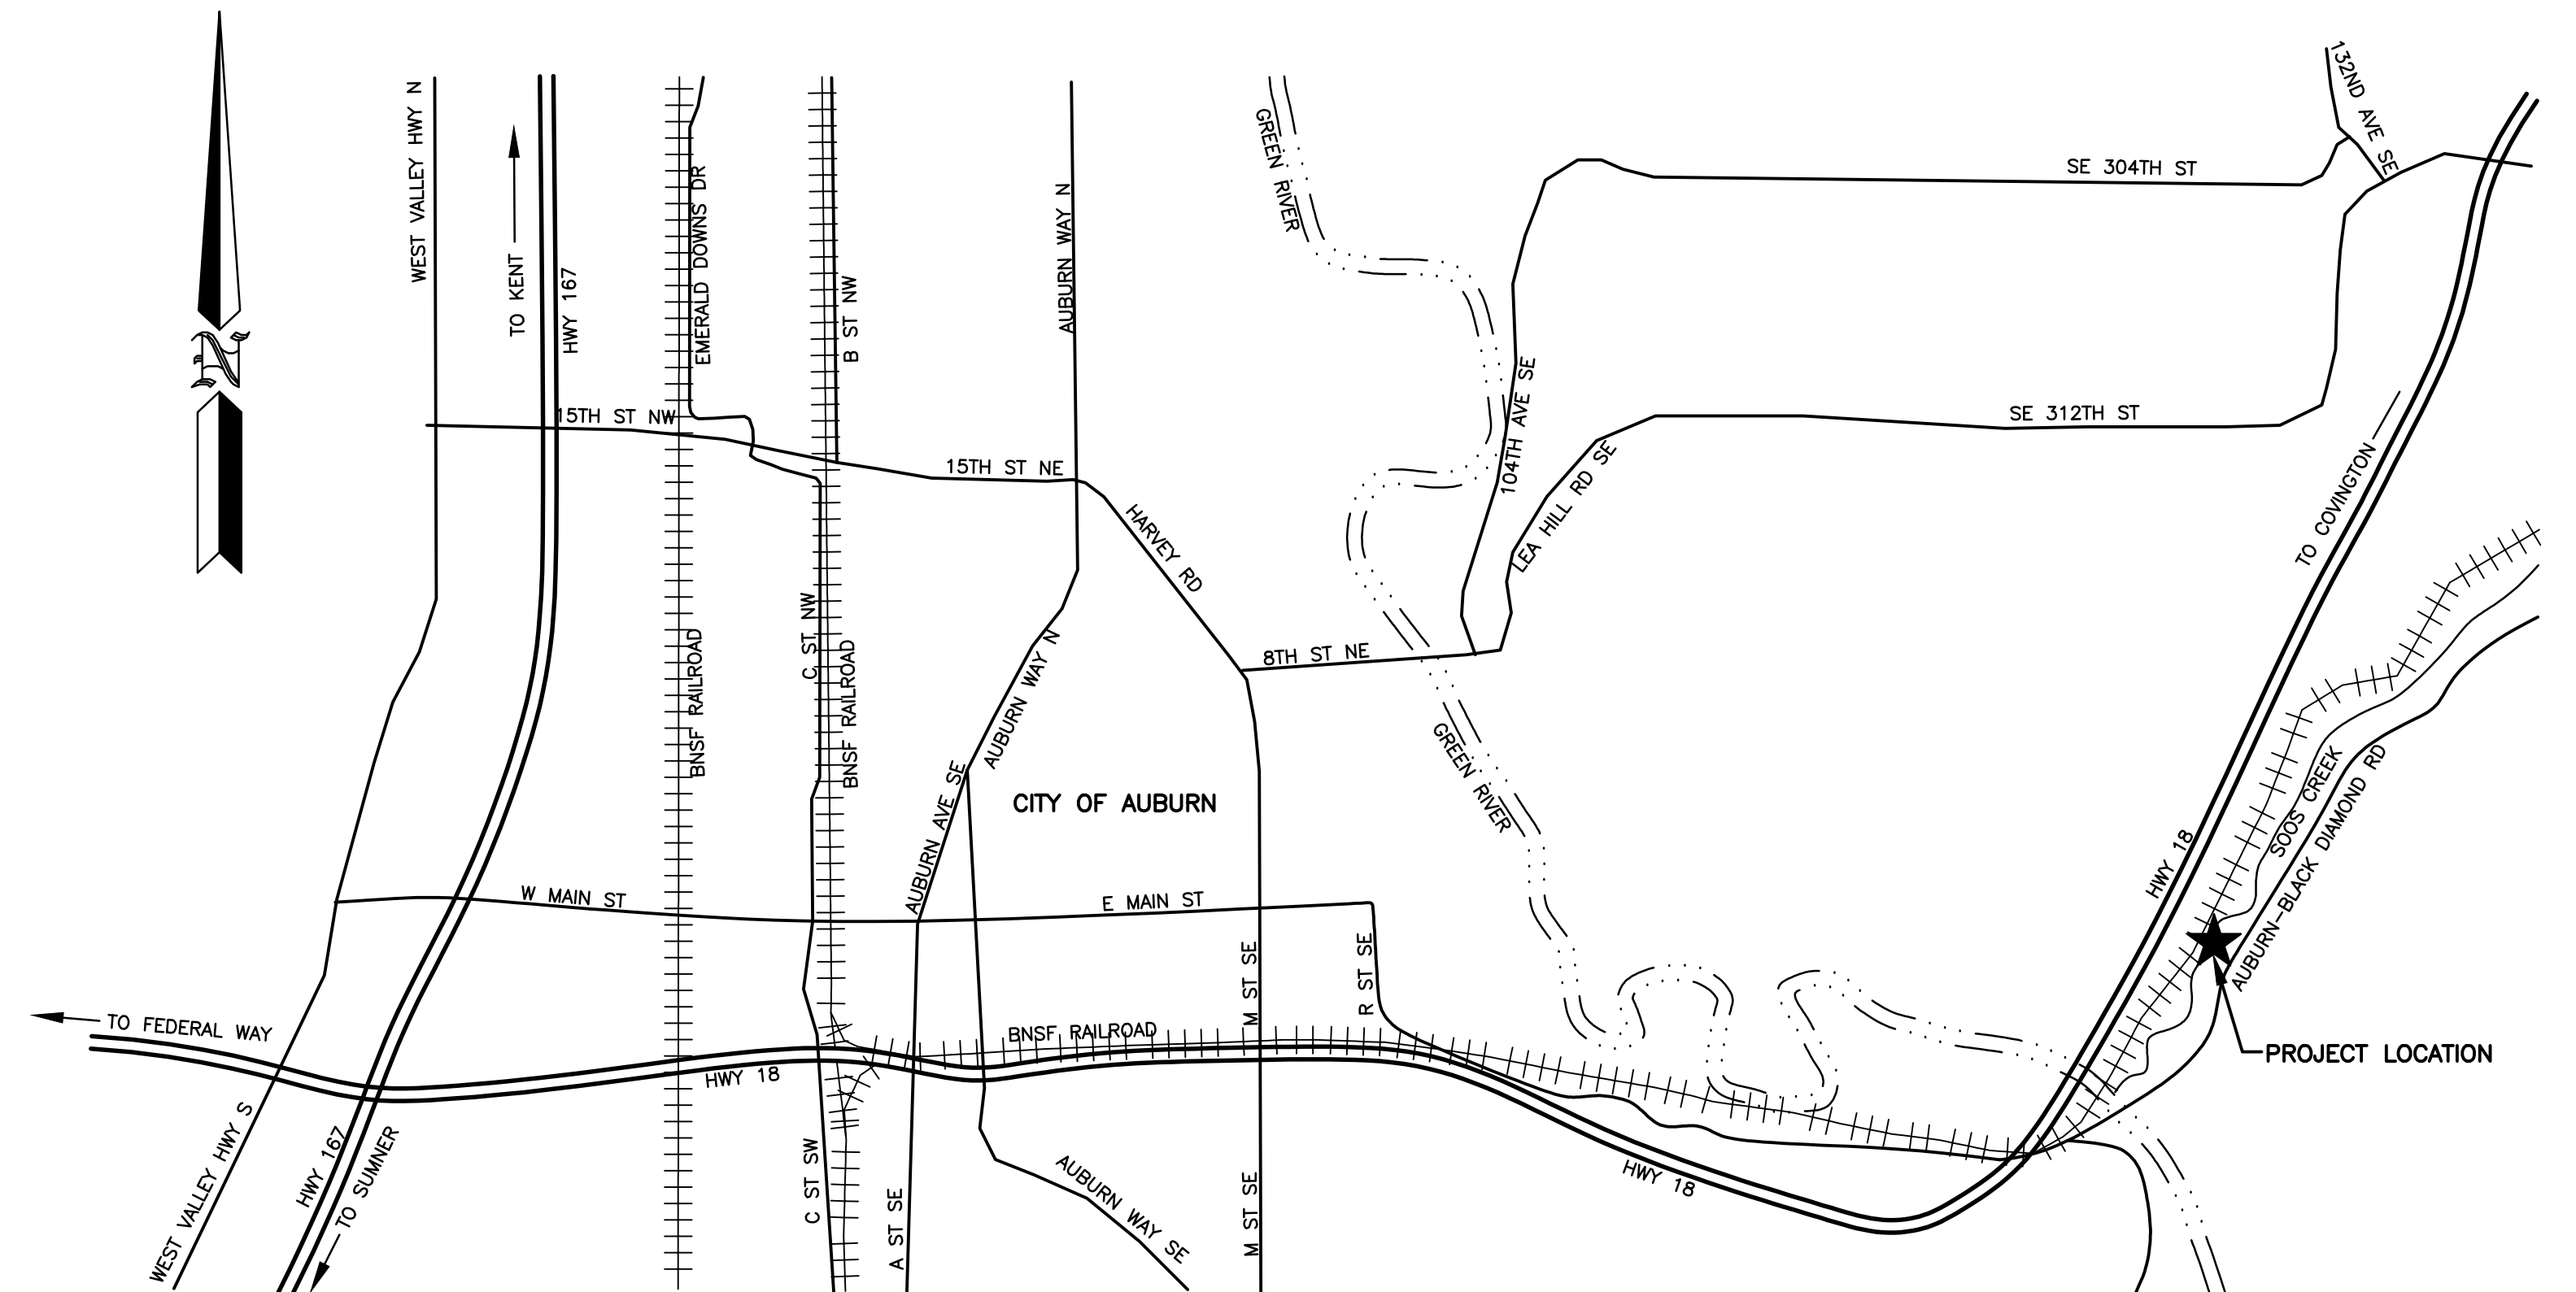 132ND AVE SE
WEST VALLEY HWY N
TO KENT
HWY 167
EMERALD DOWNS DR
B ST NW
AUBURN WAY N
GREEN RIVER
SE 304TH ST
N
15TH ST NW
15TH ST NE
104TH AVE SE
SE 312TH ST
LEA HILL RD SE
HARVEY RD
TO COVINGTON
C ST NW
BNSF RAILROAD
BNSF RAILROAD
AUBURN WAY N
8TH ST NE
GREEN RIVER
CITY OF AUBURN
AUBURN AVE SE
SOOS CREEK
AUBURN-BLACK DIAMOND RD
HWY 18
W MAIN ST
E MAIN ST
M ST SE
R ST SE
TO FEDERAL WAY
BNSF RAILROAD
PROJECT LOCATION
HWY 18
WEST VALLEY HWY S
HWY 167
TO SUMNER
C ST SW
A ST SE
AUBURN WAY SE
M ST SE
HWY 18